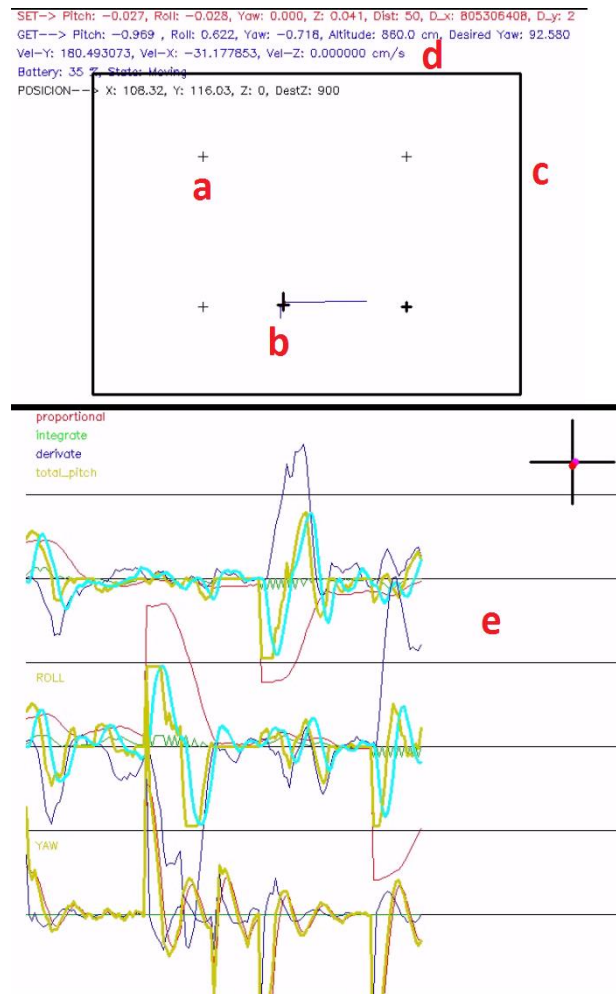 SET-> Pitch: -0.027, Roll: -0.028, Yaw: 0.000, Z: 0.041, Dist: 50, D_x: 805306408, D_y: 2
GET--> Pitch: -0.969 , Roll: 0.622, Yaw: -0.718, Altitude: 860.0 cm, Desired Yaw: 92.580
Vel-Y: 180.493073, Vel-X: -31.177853, Vel-Z: 0.000000 cm/s
d
Battery: 35 %, State: Moving
POSICION--> X: 108.32, Y: 116.03, Z: 0, DestZ: 900
a
c
b
proportional
integrate
derivate
total_pitch
e
ROLL
YAW